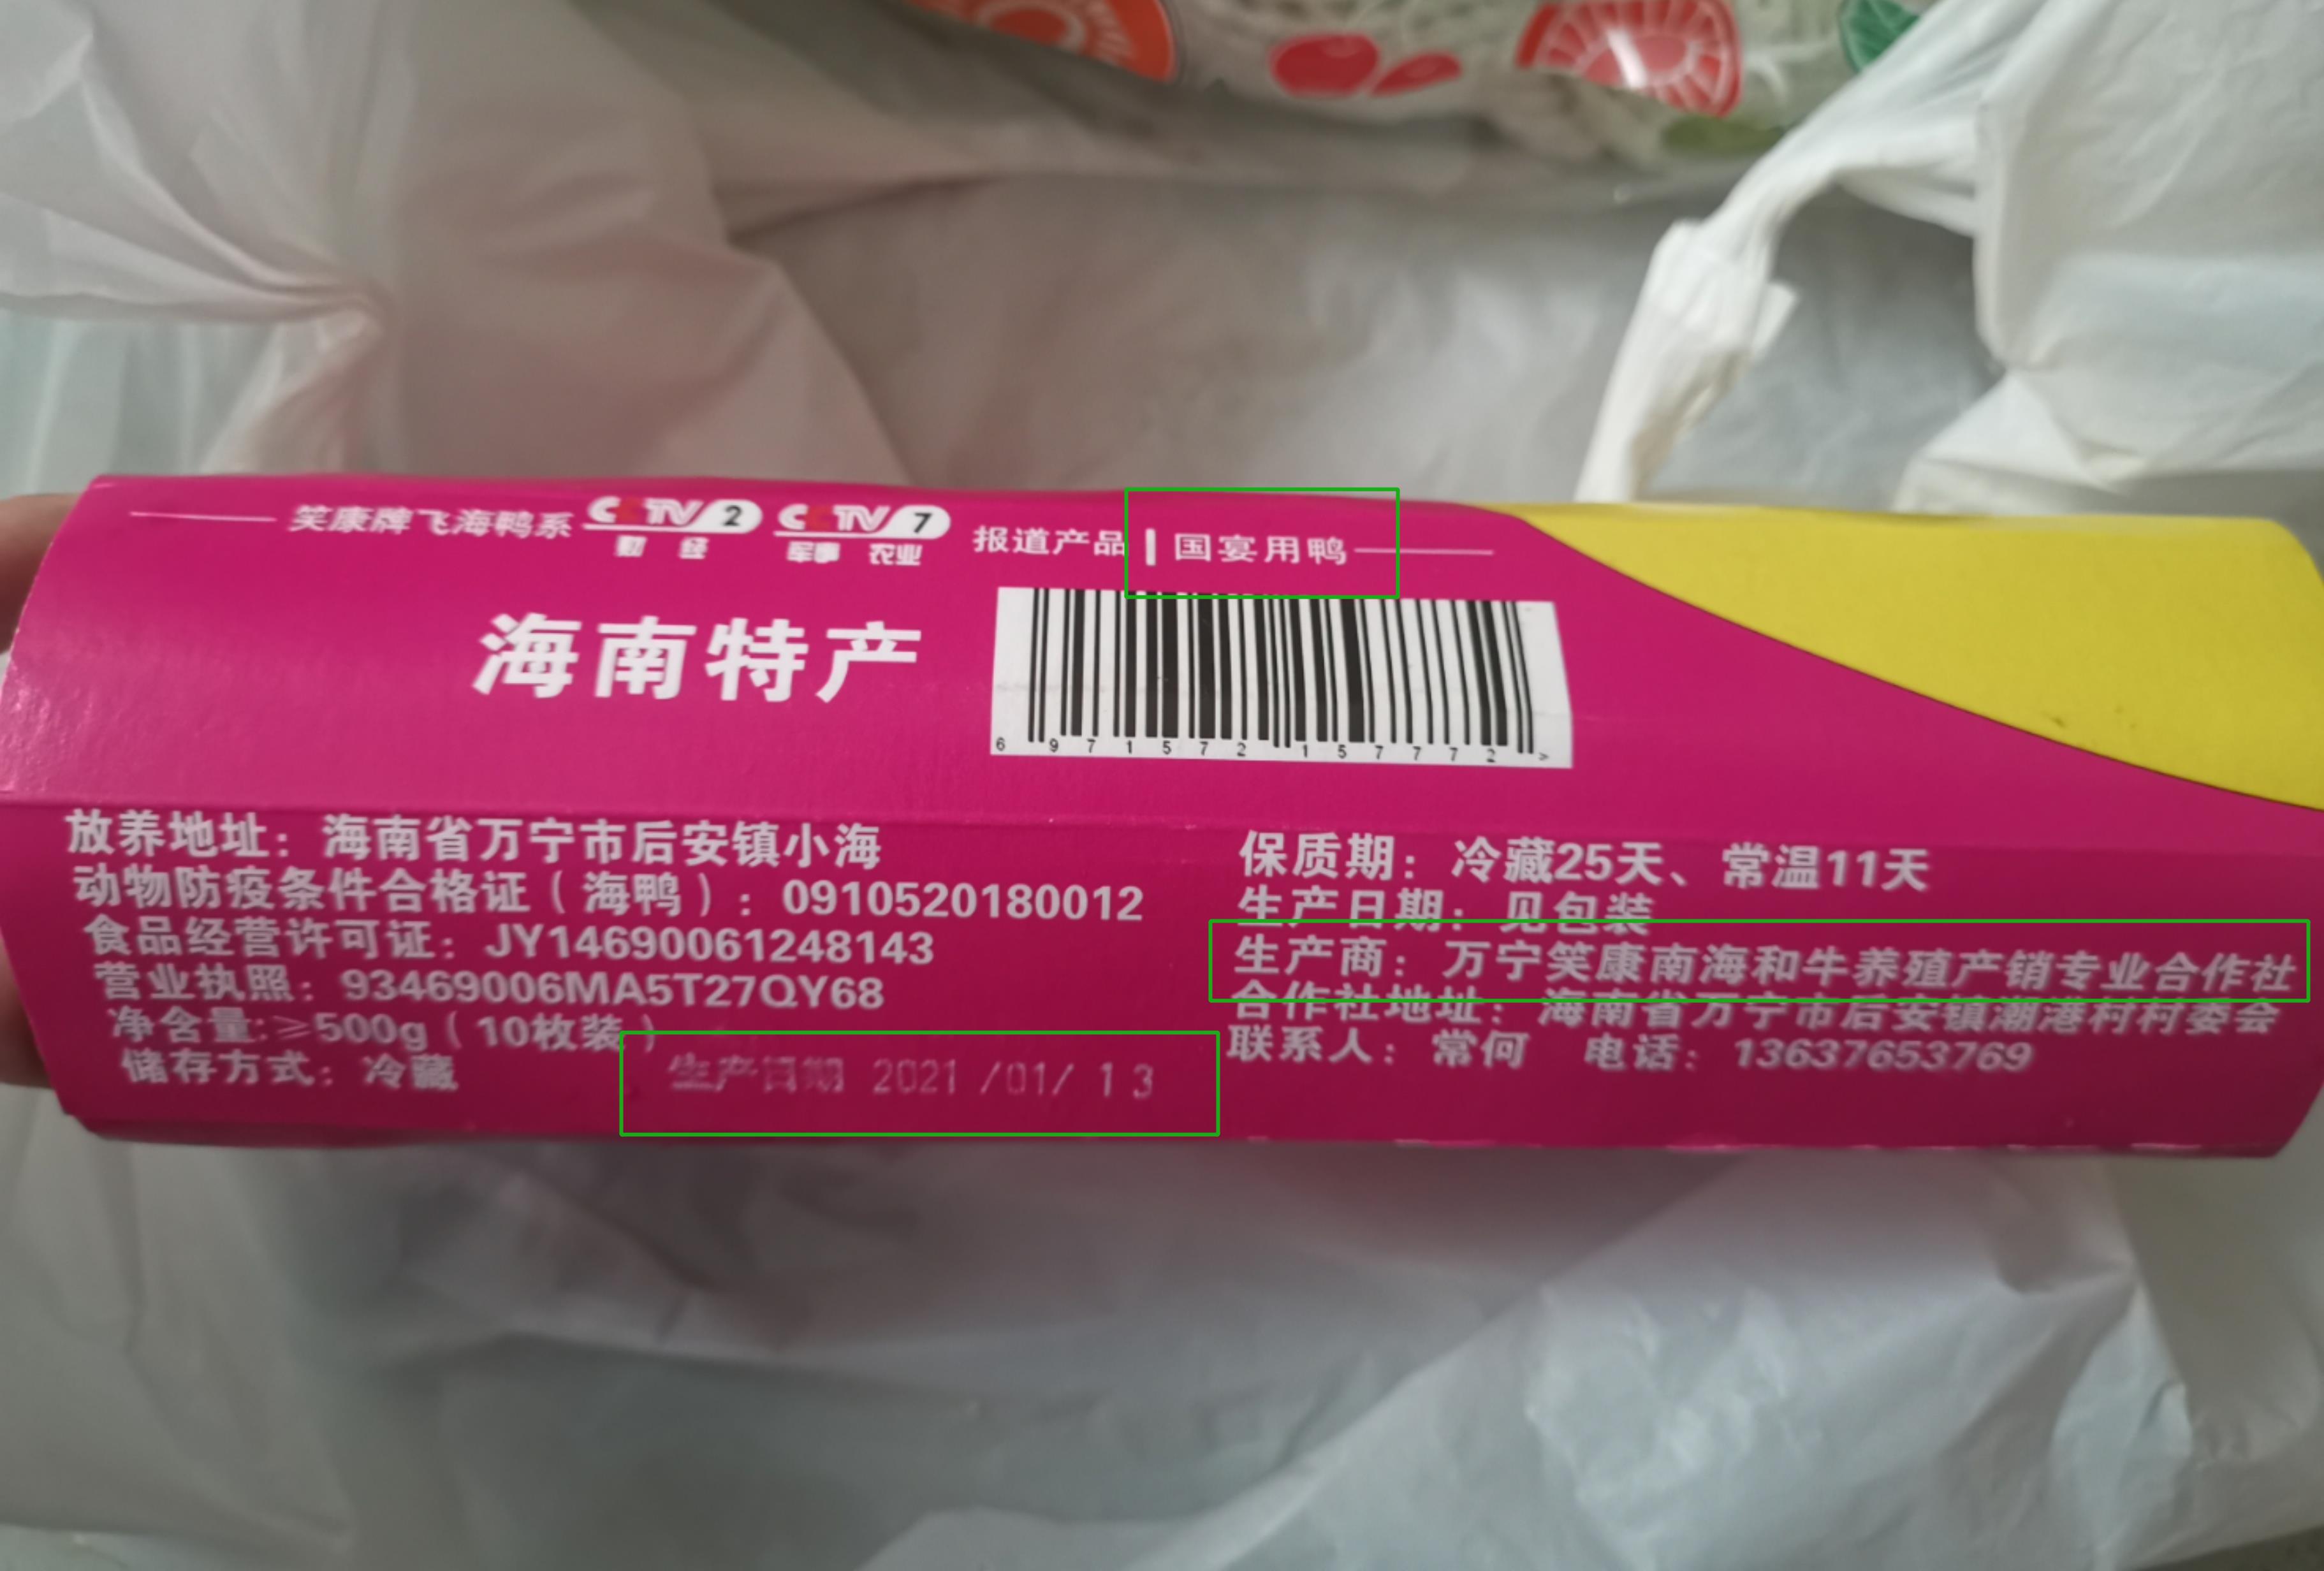 笑康牌飞海鸭系 CCTV 2 财经 CCTV 7 军事 农业 报道产品 | 国宴用鸭
海南特产
6 971572 157772 >
放养地址：海南省万宁市后安镇小海
动物防疫条件合格证（海鸭）：0910520180012
食品经营许可证：JY14690061248143
营业执照：93469006MA5T27QY68
净含量:≥500g（10枚装）
储存方式：冷藏
生产日期 2021/01/13
保质期：冷藏25天、常温11天
生产日期：见包装
生产商：万宁笑康南海和牛养殖产销专业合作社
合作社地址：海南省万宁市后安镇潮港村村委会
联系人：常何 电话：13637653769